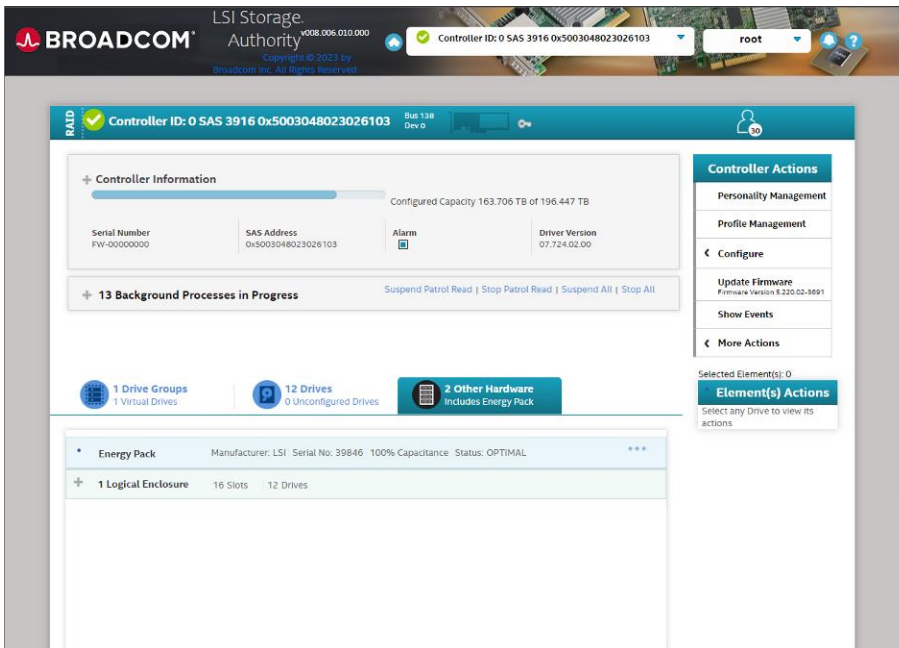 BROADCOM®
LSI Storage.
Authority v008.006.010.000
Copyright © 2023 by
Broadcom Inc. All Rights Reserved
Controller ID: 0 SAS 3916 0x5003048023026103
root
?
RAID
Controller ID: 0 SAS 3916 0x5003048023026103
Bus 138
Dev 0
30
Controller Information
Configured Capacity 163.706 TB of 196.447 TB
Serial Number SAS Address Alarm Driver Version
FW-00000000 0x5003048023026103 07.724.02.00
13 Background Processes in Progress
Suspend Patrol Read | Stop Patrol Read | Suspend All | Stop All
Controller Actions
Personality Management
Profile Management
Configure
Update Firmware
Firmware Version 5.220.02-3691
Show Events
More Actions
Selected Element(s): 0
Element(s) Actions
Select any Drive to view its
actions
1 Drive Groups
1 Virtual Drives
12 Drives
0 Unconfigured Drives
2 Other Hardware
Includes Energy Pack
Energy Pack Manufacturer: LSI Serial No: 39846 100% Capacitance Status: OPTIMAL
1 Logical Enclosure 16 Slots 12 Drives